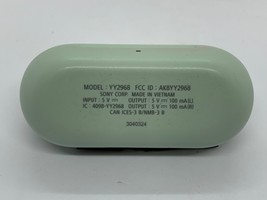 MODEL : YY2968 FCC ID : AK8YY2968
SONY CORP. MADE IN VIETNAM
INPUT : 5 V ⎓ OUTPUT : 5 V ⎓ 100 mA(L)
IC : 409B-YY2968 OUTPUT : 5 V ⎓ 100 mA(R)
CAN ICES-3 B/NMB-3 B
3040324